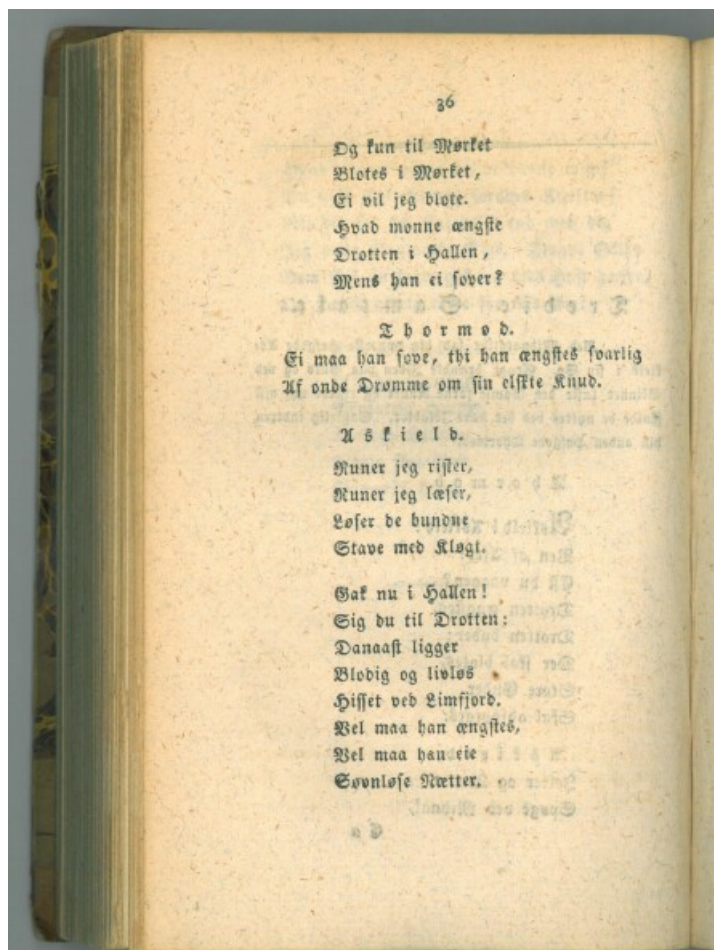 36
Og kun til Mørket
Blotes i Mørket,
Ei vil jeg blote.
Hvad monne ængste
Drotten i Hallen,
Mens han ei sover?
Thormod.
Ei maa han sove, thi han ængstes svarlig
Af onde Drømme om sin elskte Knud.
Askield.
Runer jeg rister,
Runer jeg læser,
Løser de bundne
Stave med Kløgt.
Gak nu i Hallen!
Sig du til Drotten:
Danaast ligger
Blodig og livløs
Hisset ved Limfjord.
Vel maa han ængstes,
Vel maa han eie
Søvnløse Nætter.